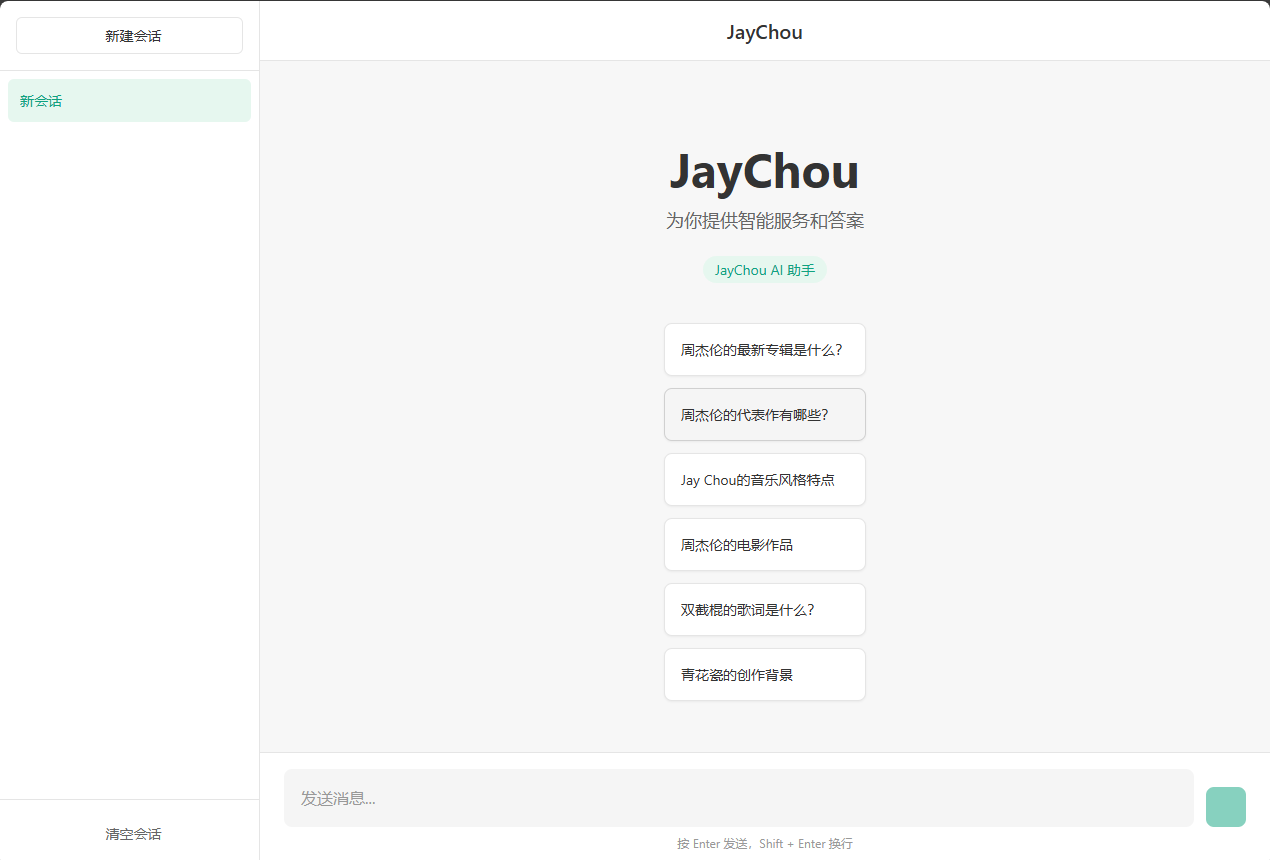 新建会话
新会话
清空会话
JayChou
JayChou
为你提供智能服务和答案
JayChou AI 助手
周杰伦的最新专辑是什么？
周杰伦的代表作有哪些？
Jay Chou的音乐风格特点
周杰伦的电影作品
双截棍的歌词是什么？
青花瓷的创作背景
发送消息...
按 Enter 发送，Shift + Enter 换行